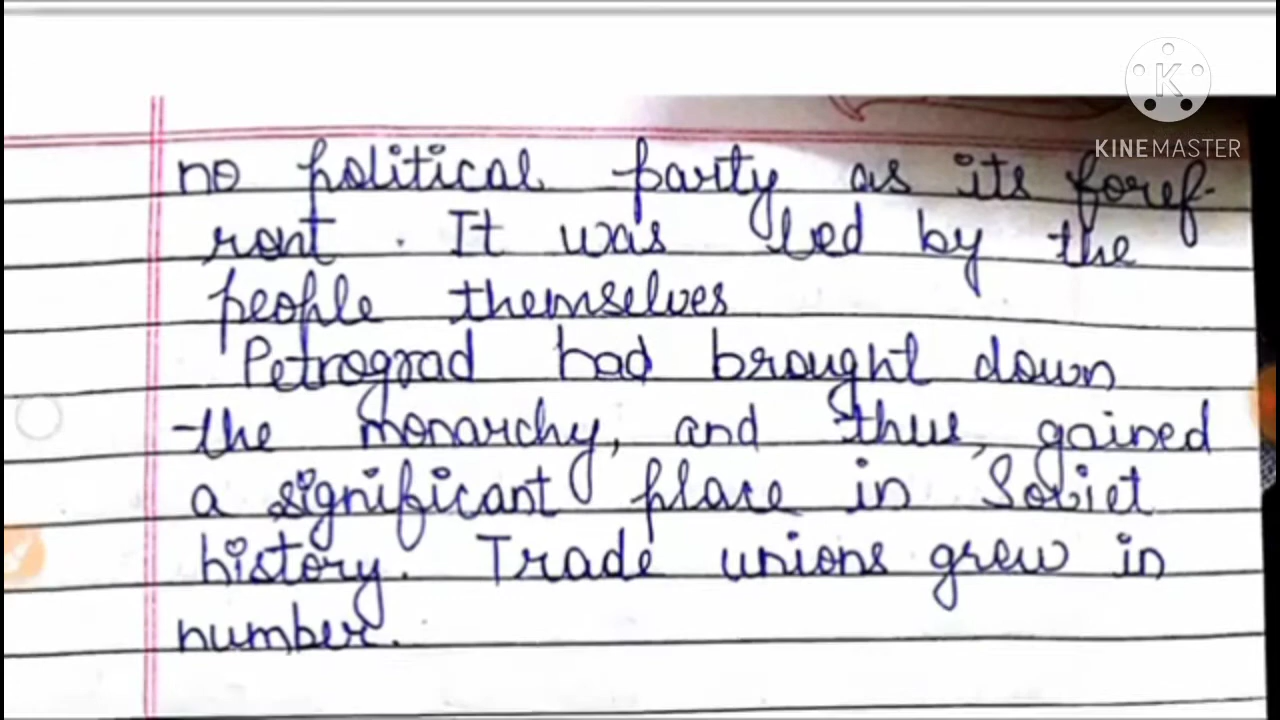 K
KINEMASTER
no political party as its foref-
ront. It was led by the
people themselves
Petrograd had brought down
the monarchy, and thus, gained
a significant place in Soviet
history. Trade unions grew in
number.